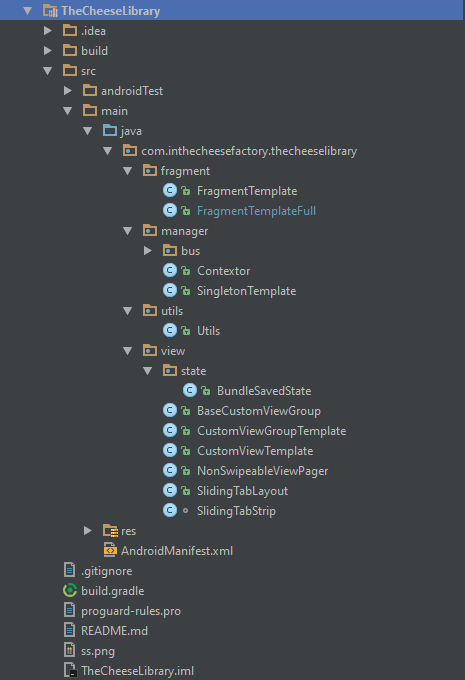 TheCheeseLibrary
.idea
build
src
androidTest
main
java
com.inthecheesefactory.thecheeselibrary
fragment
FragmentTemplate
FragmentTemplateFull
manager
bus
Contextor
SingletonTemplate
utils
Utils
view
state
BundleSavedState
BaseCustomViewGroup
CustomViewGroupTemplate
CustomViewTemplate
NonSwipeableViewPager
SlidingTabLayout
SlidingTabStrip
res
AndroidManifest.xml
.gitignore
build.gradle
proguard-rules.pro
README.md
ss.png
TheCheeseLibrary.iml